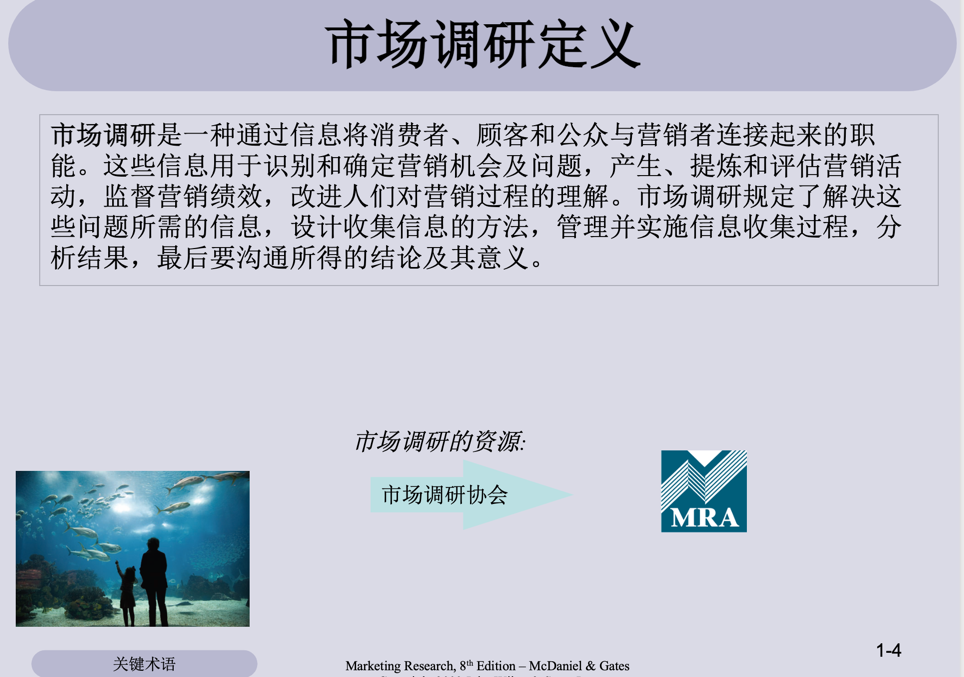 市场调研定义
市场调研是一种通过信息将消费者、顾客和公众与营销者连接起来的职
能。这些信息用于识别和确定营销机会及问题，产生、提炼和评估营销活
动，监督营销绩效，改进人们对营销过程的理解。市场调研规定了解决这
些问题所需的信息，设计收集信息的方法，管理并实施信息收集过程，分
析结果，最后要沟通所得的结论及其意义。
市场调研的资源:
市场调研协会
MRA
1-4
关键术语
Marketing Research, 8th Edition – McDaniel & Gates